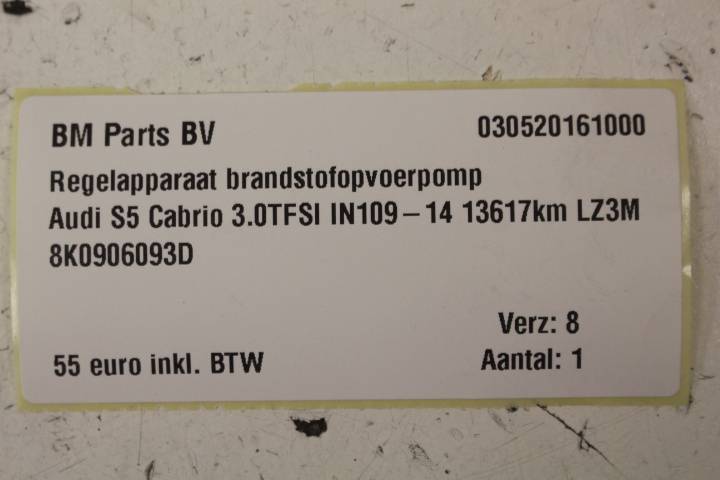 BM Parts BV 030520161000
Regelapparaat brandstofopvoerpomp
Audi S5 Cabrio 3.0TFSI IN109-14 13617km LZ3M
8K0906093D
Verz: 8
55 euro inkl. BTW Aantal: 1